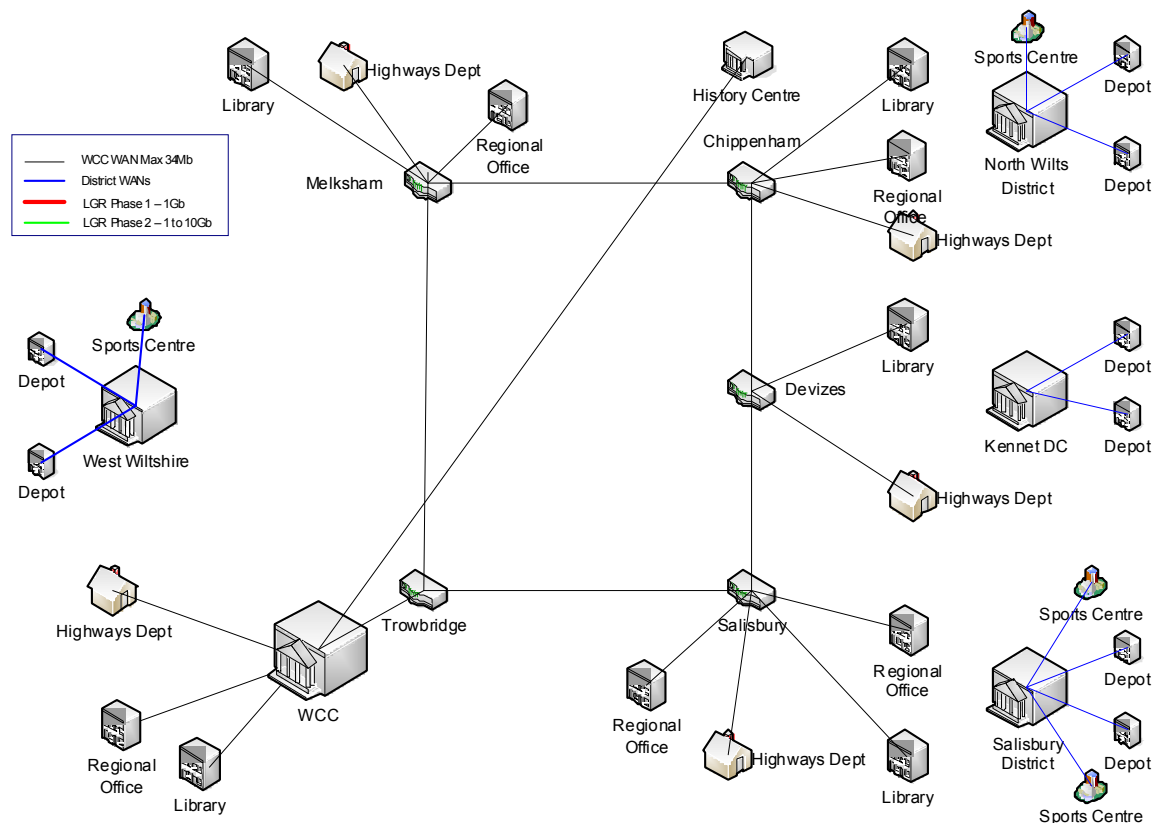 Library
Highways Dept
Regional
Office
Melksham
History Centre
Chippenham
Library
Regional
Office
Highways Dept
Sports Centre
Depot
North Wilts
District
Depot
WCC WAN Max 34Mb
District WANs
LGR Phase 1 – 1Gb
LGR Phase 2 – 1 to 10Gb
Sports Centre
Depot
West Wiltshire
Depot
Devizes
Library
Highways Dept
Depot
Kennet DC
Depot
Highways Dept
Trowbridge
WCC
Regional
Office
Library
Salisbury
Regional
Office
Regional
Office
Highways Dept
Library
Sports Centre
Depot
Salisbury
District
Depot
Sports Centre